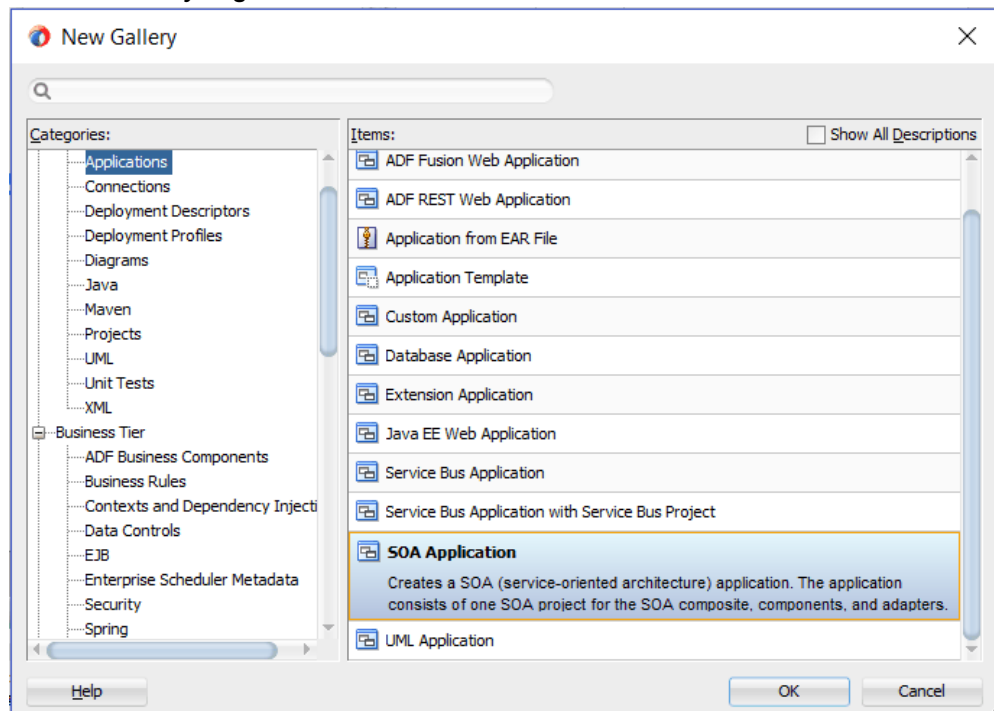 New Gallery
Categories:
Applications
Connections
Deployment Descriptors
Deployment Profiles
Diagrams
Java
Maven
Projects
UML
Unit Tests
XML
Business Tier
ADF Business Components
Business Rules
Contexts and Dependency Injecti
Data Controls
EJB
Enterprise Scheduler Metadata
Security
Spring
Items:
Show All Descriptions
ADF Fusion Web Application
ADF REST Web Application
Application from EAR File
Application Template
Custom Application
Database Application
Extension Application
Java EE Web Application
Service Bus Application
Service Bus Application with Service Bus Project
SOA Application
Creates a SOA (service-oriented architecture) application. The application
consists of one SOA project for the SOA composite, components, and adapters.
UML Application
Help
OK
Cancel